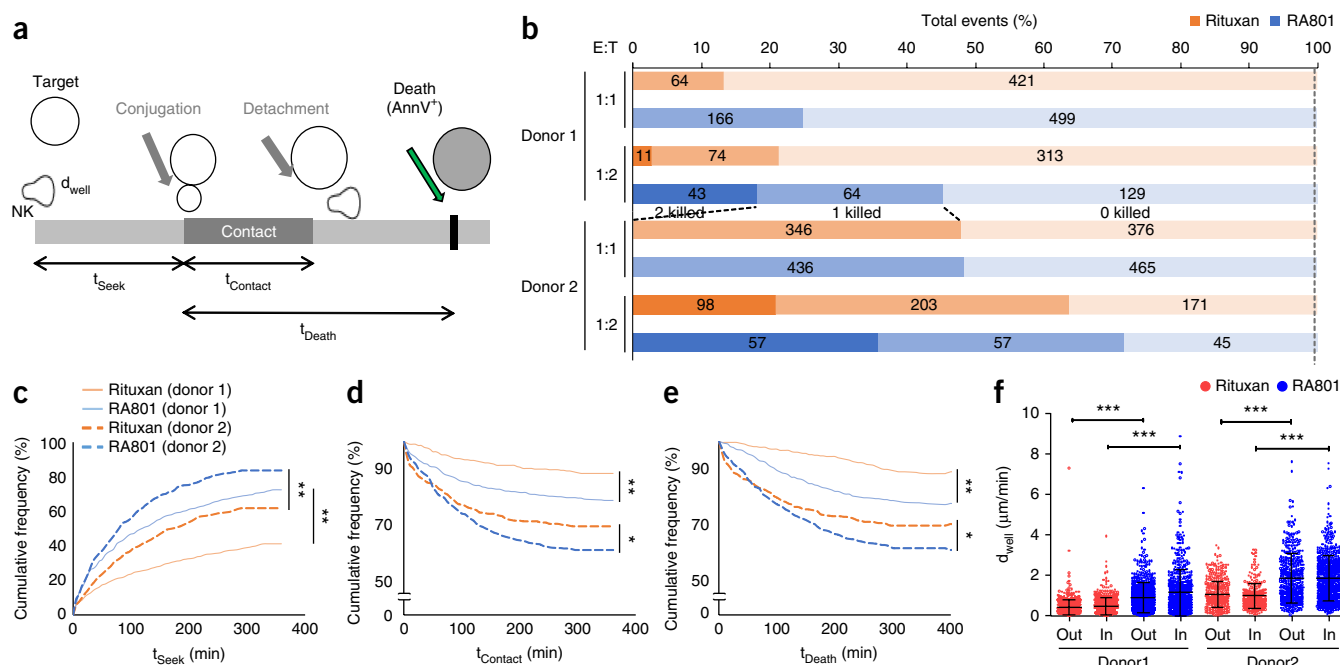 a
Target
Conjugation
Detachment
Death
(AnnV+)
dwell
NK
Contact
tSeek
tContact
tDeath
b
Total events (%)
Rituxan
RA801
E:T
0 10 20 30 40 50 60 70 80 90 100
Donor 1
1:1
64 421
166 499
1:2
11 74 313
43 64 129
2 killed 1 killed 0 killed
Donor 2
1:1
346 376
436 465
1:2
98 203 171
57 57 45
c
Rituxan (donor 1)
RA801 (donor 1)
Rituxan (donor 2)
RA801 (donor 2)
Cumulative frequency (%)
100
80
60
40
20
0
**
**
0 100 200 300 400
tSeek (min)
d
Cumulative frequency (%)
90
70
50
0
**
*
0 100 200 300 400
tContact (min)
e
Cumulative frequency (%)
90
70
50
0
**
*
0 100 200 300 400
tDeath (min)
f
Rituxan
RA801
dwell (μm/min)
10
8
6
4
2
0
***
***
***
***
Out In Out In Out In Out In
Donor1 Donor2